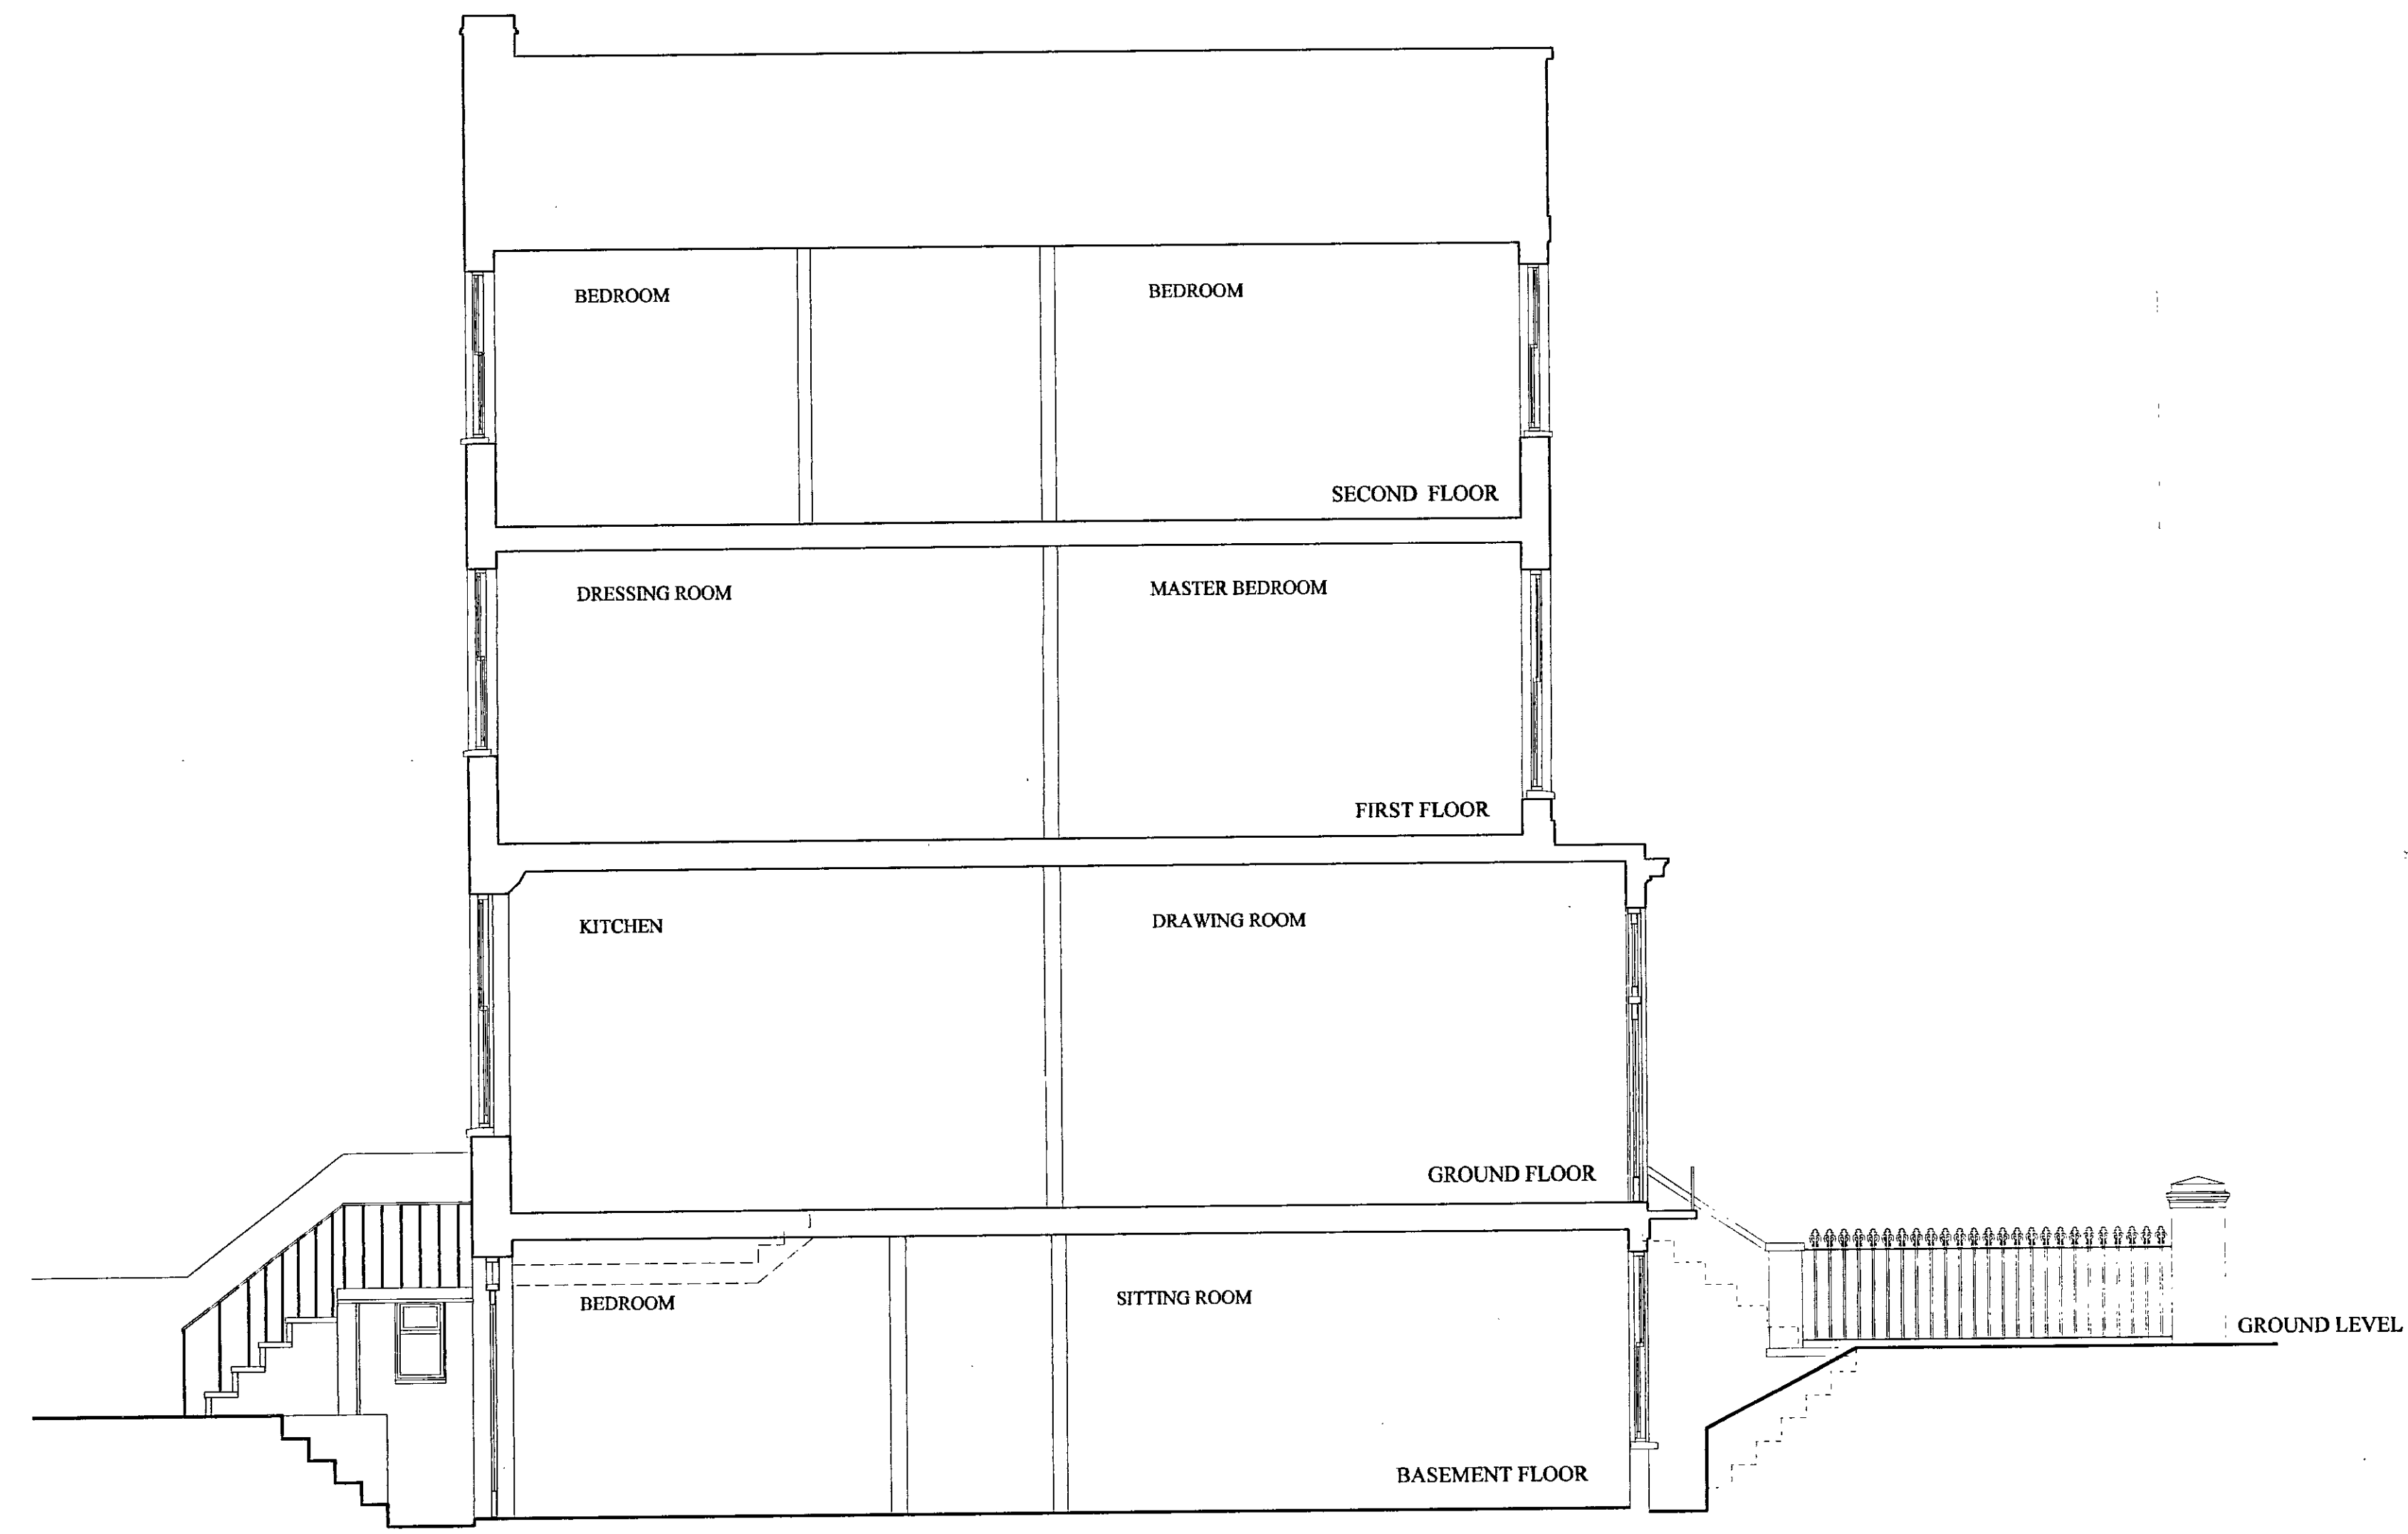 BEDROOM
BEDROOM
SECOND FLOOR
DRESSING ROOM
MASTER BEDROOM
FIRST FLOOR
KITCHEN
DRAWING ROOM
GROUND FLOOR
BEDROOM
SITTING ROOM
GROUND LEVEL
BASEMENT FLOOR